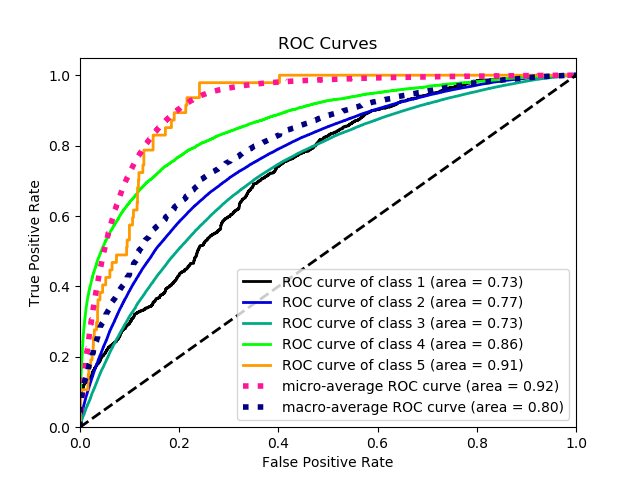 ROC Curves
True Positive Rate
1.0
0.8
0.6
0.4
0.2
0.0
ROC curve of class 1 (area = 0.73)
ROC curve of class 2 (area = 0.77)
ROC curve of class 3 (area = 0.73)
ROC curve of class 4 (area = 0.86)
ROC curve of class 5 (area = 0.91)
micro-average ROC curve (area = 0.92)
macro-average ROC curve (area = 0.80)
0.0 0.2 0.4 0.6 0.8 1.0
False Positive Rate